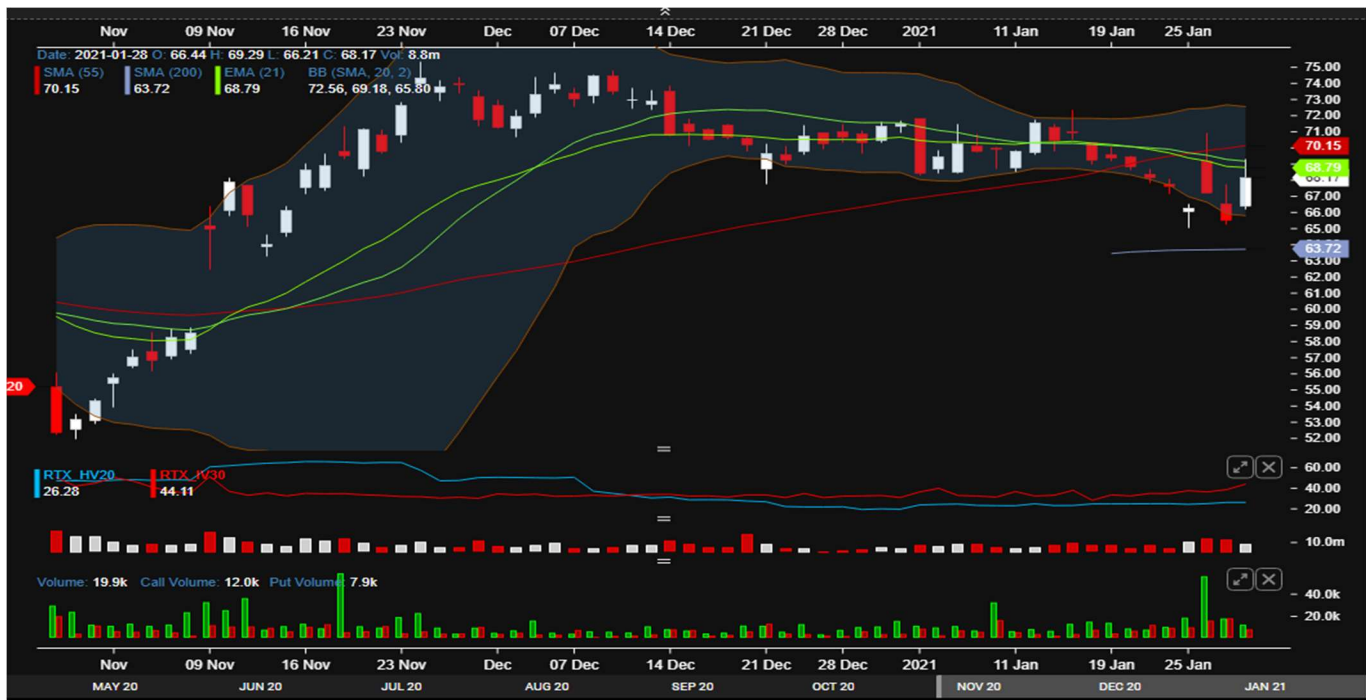 Nov 09 Nov 16 Nov 23 Nov Dec 07 Dec 14 Dec 21 Dec 28 Dec 2021 11 Jan 19 Jan 25 Jan
Date: 2021-01-28 O: 66.44 H: 69.29 L: 66.21 C: 68.17 Vol: 8.8m
SMA (55) SMA (200) EMA (21) BB (SMA, 20, 2)
70.15 63.72 68.79 72.56, 69.18, 65.80
75.00
74.00
73.00
72.00
71.00
70.15
68.79
68.17
67.00
66.00
65.00
63.72
63.00
62.00
61.00
60.00
59.00
58.00
57.00
56.00
20
55.00
54.00
53.00
52.00
RTX_HV20 RTX_IV30
26.28 44.11
60.00
40.00
20.00
10.0m
Volume: 19.9k Call Volume: 12.0k Put Volume: 7.9k
40.0k
20.0k
Nov 09 Nov 16 Nov 23 Nov Dec 07 Dec 14 Dec 21 Dec 28 Dec 2021 11 Jan 19 Jan 25 Jan
MAY 20 JUN 20 JUL 20 AUG 20 SEP 20 OCT 20 NOV 20 DEC 20 JAN 21